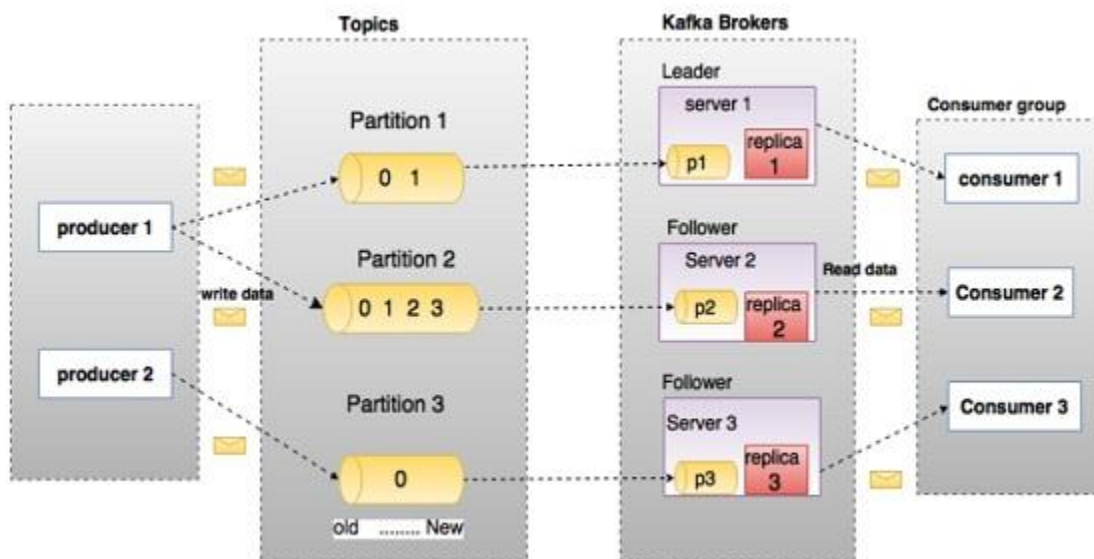 Topics
Kafka Brokers
Leader
server 1
Consumer group
Partition 1
0 1
p1
replica
1
consumer 1
producer 1
Follower
Partition 2
Server 2
Read data
write data
0 1 2 3
p2
replica
2
Consumer 2
producer 2
Follower
Partition 3
Server 3
Consumer 3
0
p3
replica
3
old ........ New